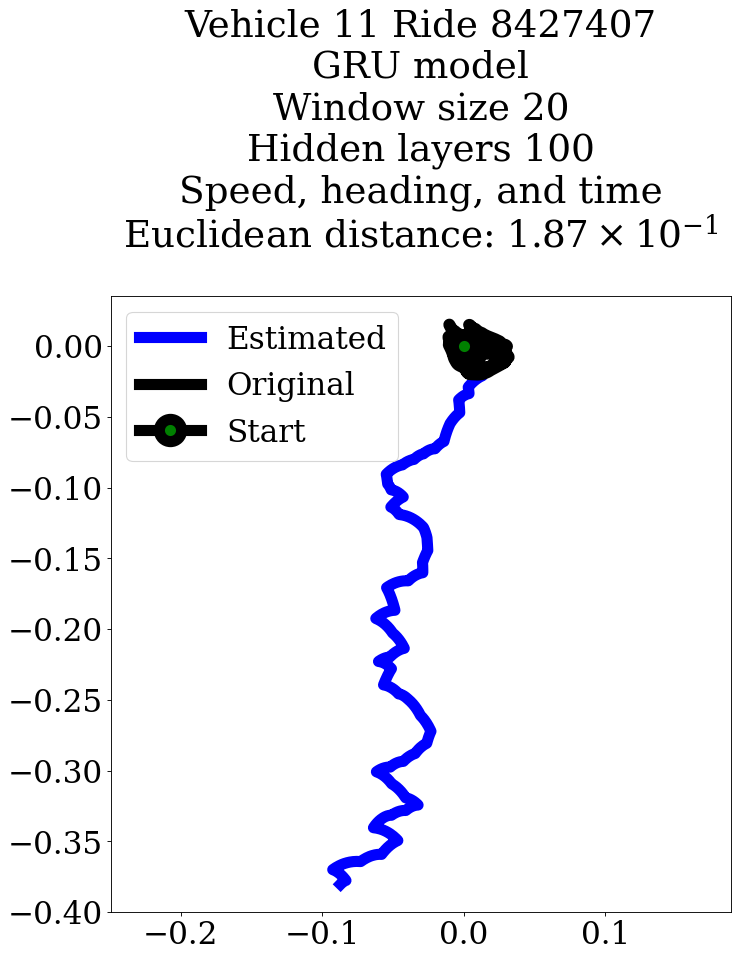 Vehicle 11 Ride 8427407
GRU model
Window size 20
Hidden layers 100
Speed, heading, and time
Euclidean distance: 1.87 × 10⁻¹
Estimated
Original
Start
0.00
−0.05
−0.10
−0.15
−0.20
−0.25
−0.30
−0.35
−0.40
−0.2
−0.1
0.0
0.1